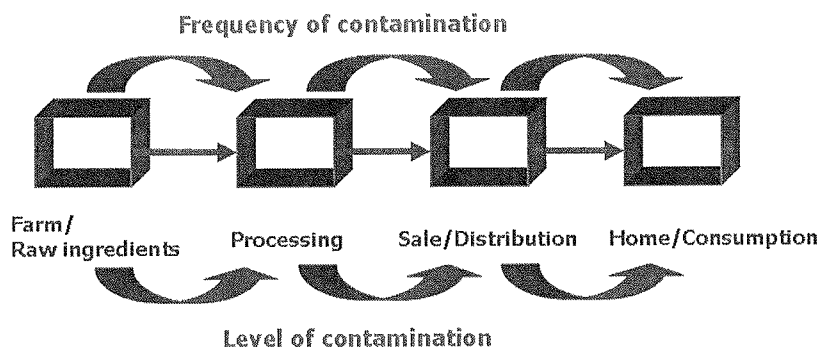 Frequency of contamination
Farm/
Raw ingredients
Processing
Sale/Distribution
Home/Consumption
Level of contamination